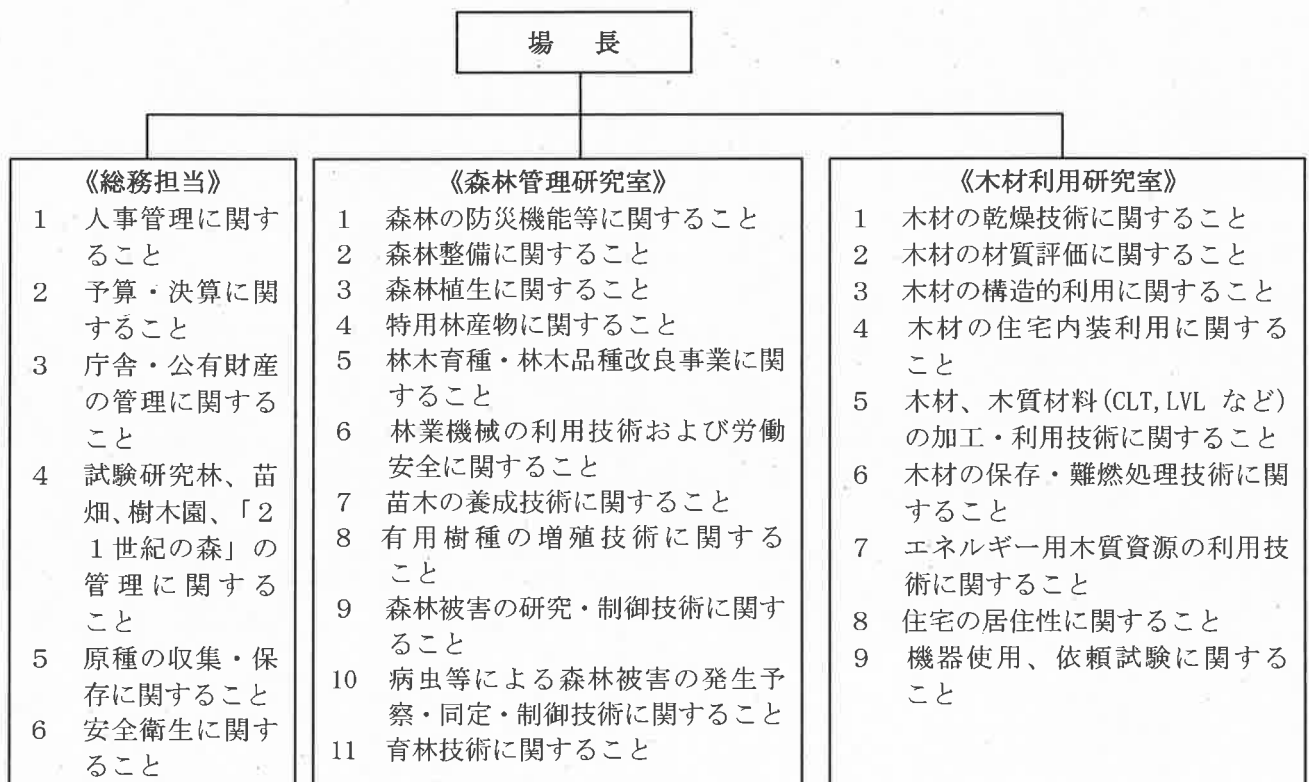 場　長
《総務担当》
1　人事管理に関す
ること
2　予算・決算に関
すること
3　庁舎・公有財産
の管理に関する
こと
4　試験研究林、苗
畑、樹木園、「2
1世紀の森」の
管理に関する
こと
5　原種の収集・保
存に関すること
6　安全衛生に関す
ること
《森林管理研究室》
1　森林の防災機能等に関すること
2　森林整備に関すること
3　森林植生に関すること
4　特用林産物に関すること
5　林木育種・林木品種改良事業に関
すること
6　林業機械の利用技術および労働
安全に関すること
7　苗木の養成技術に関すること
8　有用樹種の増殖技術に関する
こと
9　森林被害の研究・制御技術に関す
ること
10　病虫等による森林被害の発生予
察・同定・制御技術に関すること
11　育林技術に関すること
《木材利用研究室》
1　木材の乾燥技術に関すること
2　木材の材質評価に関すること
3　木材の構造的利用に関すること
4　木材の住宅内装利用に関する
こと
5　木材、木質材料(CLT,LVL など)
の加工・利用技術に関すること
6　木材の保存・難燃処理技術に関
すること
7　エネルギー用木質資源の利用技
術に関すること
8　住宅の居住性に関すること
9　機器使用、依頼試験に関する
こと